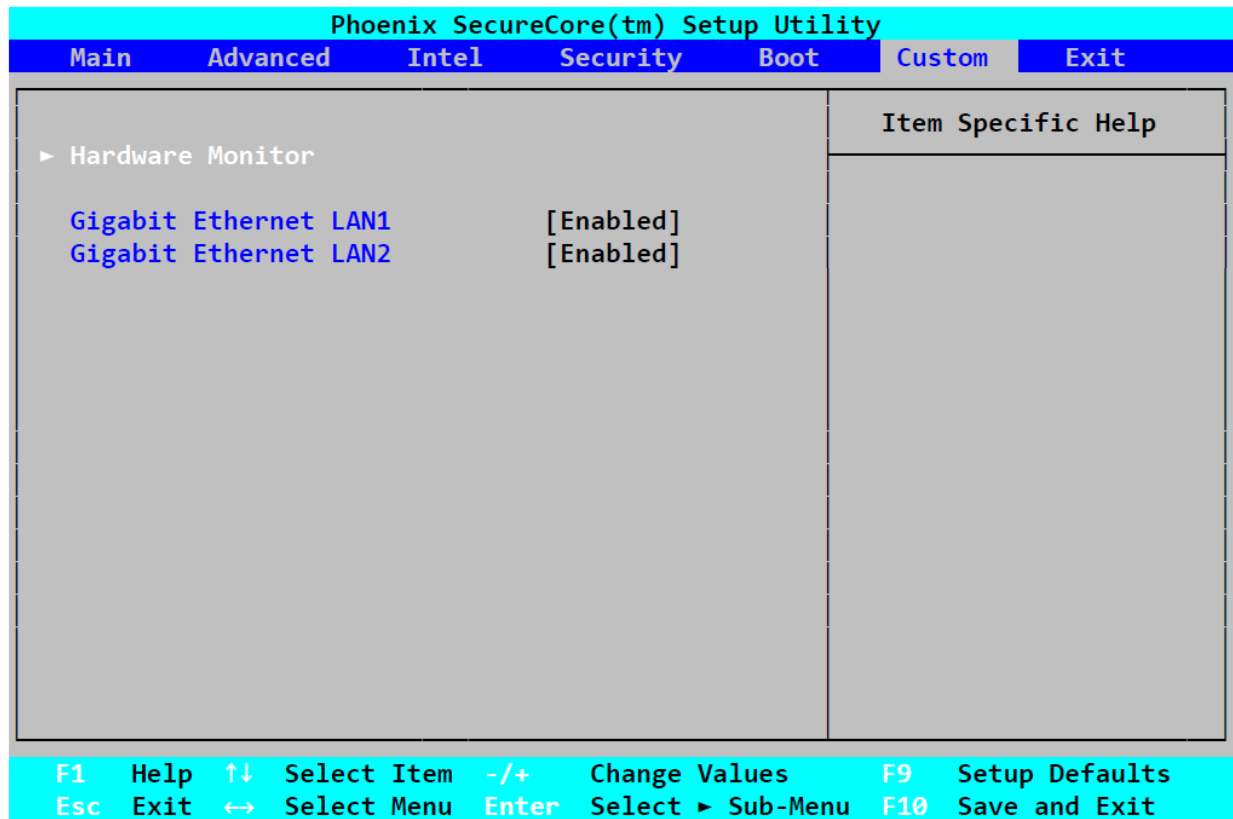 Phoenix SecureCore(tm) Setup Utility
Main Advanced Intel Security Boot Custom Exit
Item Specific Help
► Hardware Monitor
Gigabit Ethernet LAN1 [Enabled]
Gigabit Ethernet LAN2 [Enabled]
F1 Help ↑↓ Select Item -/+ Change Values F9 Setup Defaults
Esc Exit ↔ Select Menu Enter Select ► Sub-Menu F10 Save and Exit